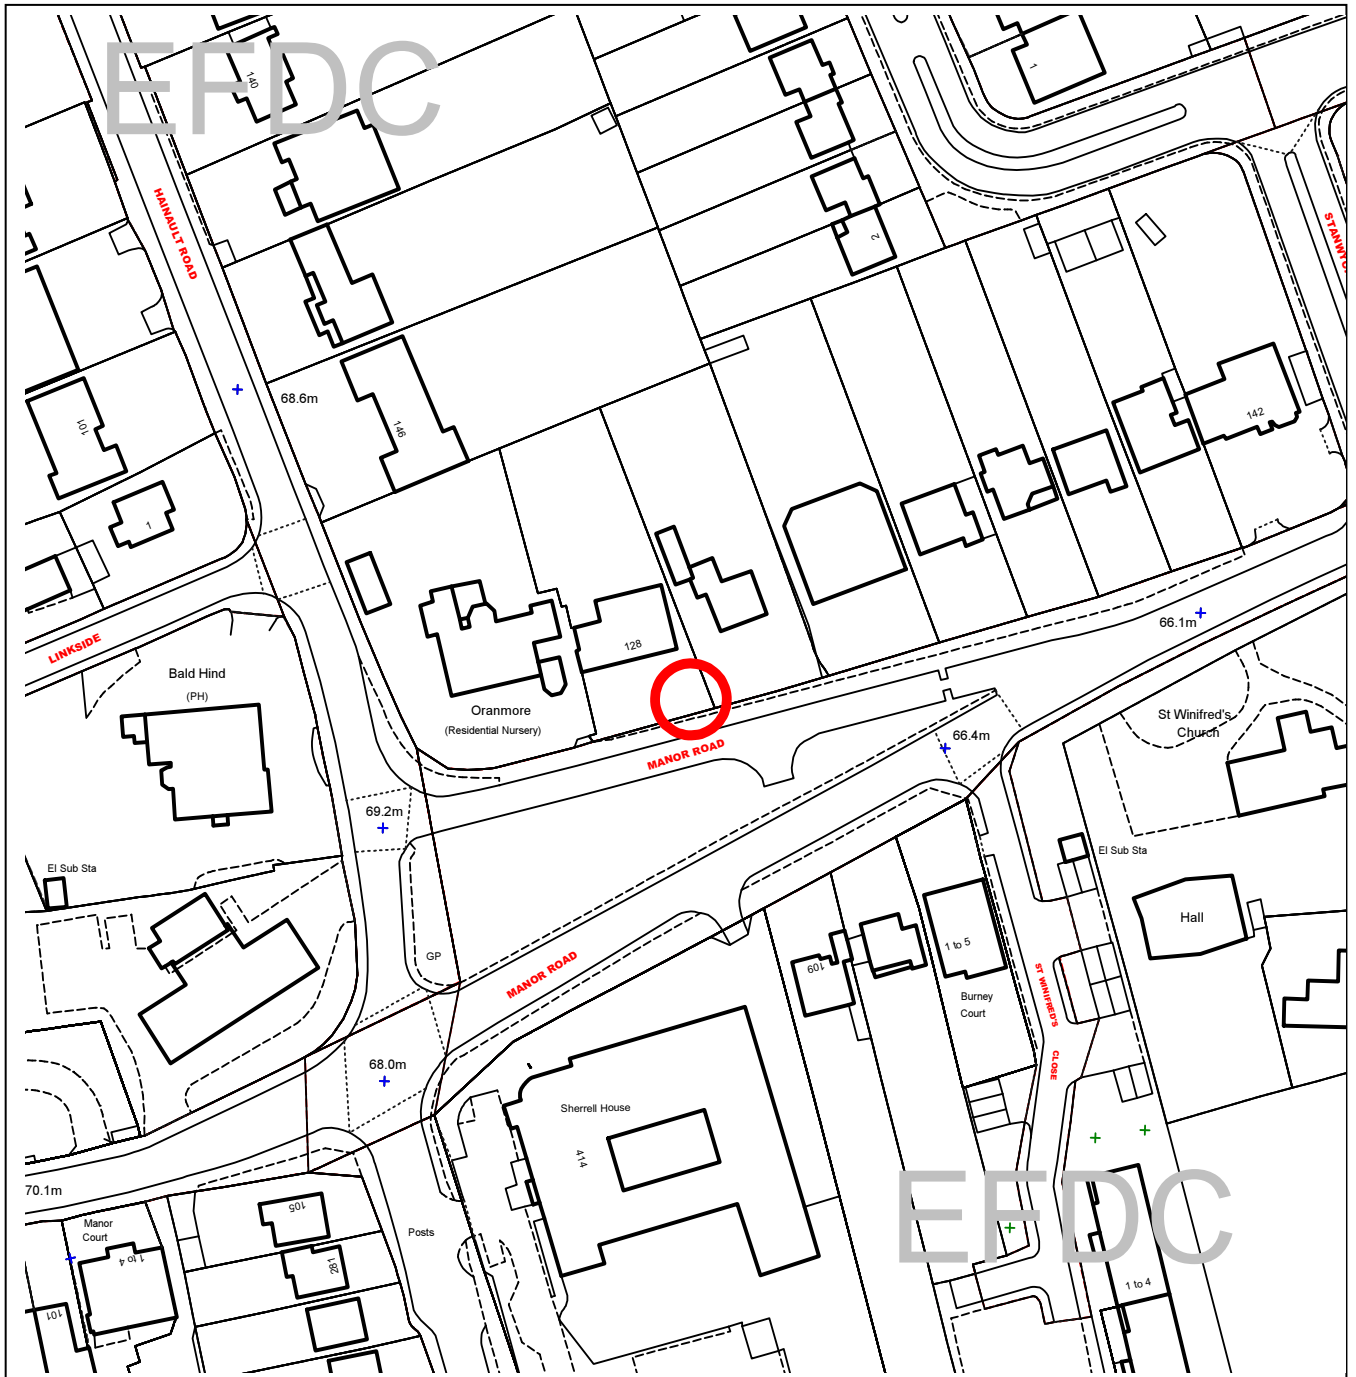 EFDC
140
1
HAINAULT ROAD
2
STANWYC
68.6m
101
146
142
1
128
66.1m
LINKSIDE
Bald Hind
(PH)
Oranmore
(Residential Nursery)
St Winifred's
Church
66.4m
MANOR ROAD
69.2m
El Sub Sta
El Sub Sta
Hall
1 to 5
GP
MANOR ROAD
109
ST WINIFRED'S
CLOSE
Burney
Court
68.0m
Sherrell House
414
70.1m
EFDC
105
Manor
Court
Posts
1 to 4
281
1 to 4
101